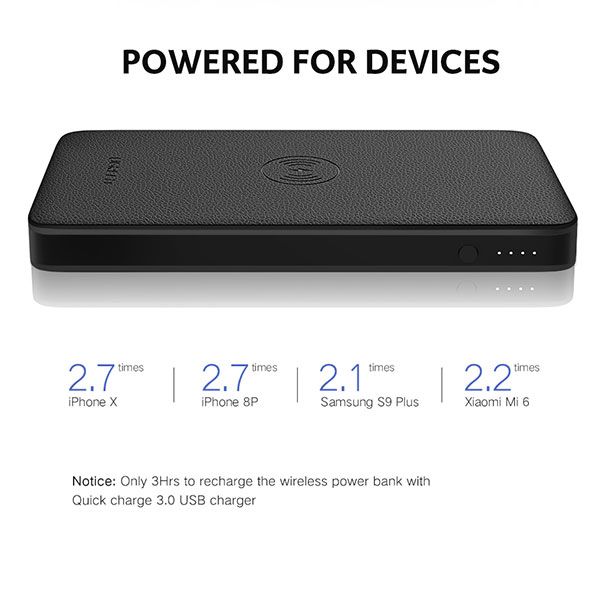 POWERED FOR DEVICES
2.7 times
iPhone X
2.7 times
iPhone 8P
2.1 times
Samsung S9 Plus
2.2 times
Xiaomi Mi 6
Notice: Only 3Hrs to recharge the wireless power bank with
Quick charge 3.0 USB charger